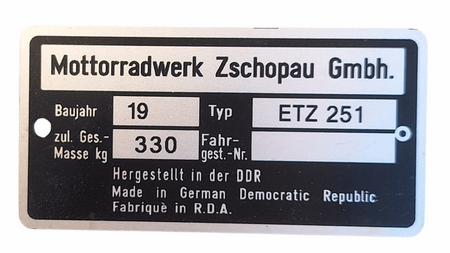 Mottorradwerk Zschopau Gmbh.
Baujahr 19 Typ ETZ 251
zul. Ges.- Masse kg 330 Fahr- gest.-Nr.
Hergestellt in der DDR
Made in German Democratic Republic
Fabriquè in R.D.A.